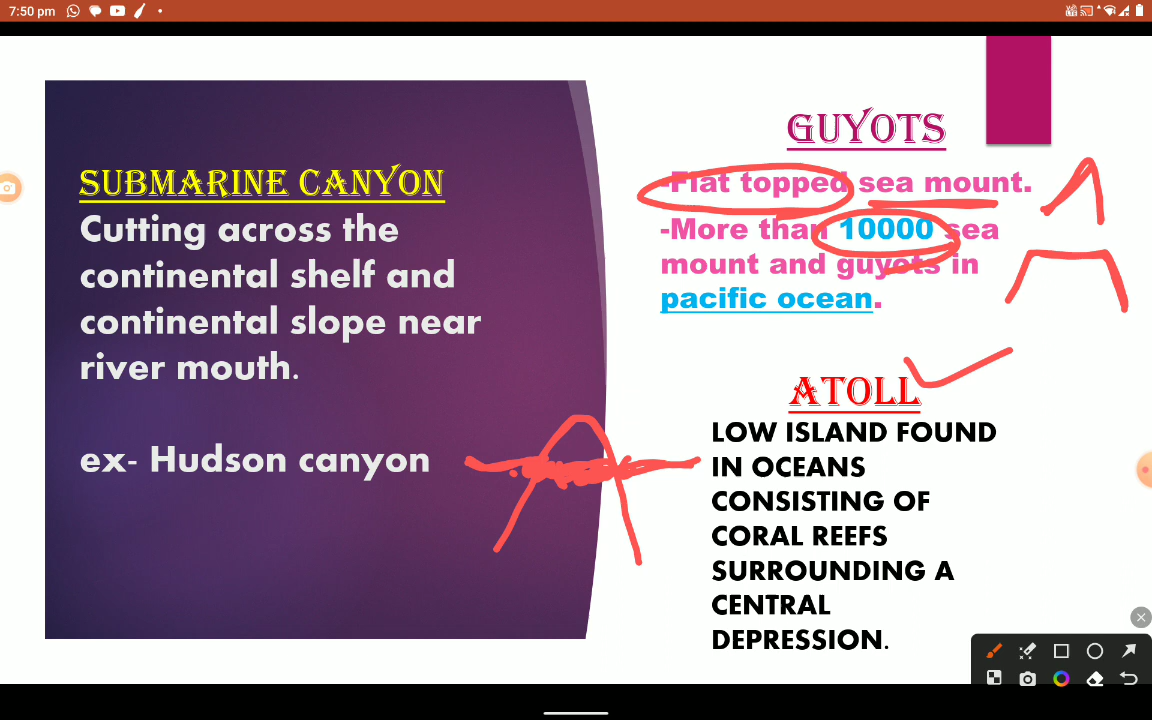 7:50 pm
SUBMARINE CANYON
Cutting across the
continental shelf and
continental slope near
river mouth.
ex- Hudson canyon
GUYOTS
-Flat topped sea mount.
-More than 10000 sea
mount and guyots in
pacific ocean.
ATOLL
LOW ISLAND FOUND
IN OCEANS
CONSISTING OF
CORAL REEFS
SURROUNDING A
CENTRAL
DEPRESSION.